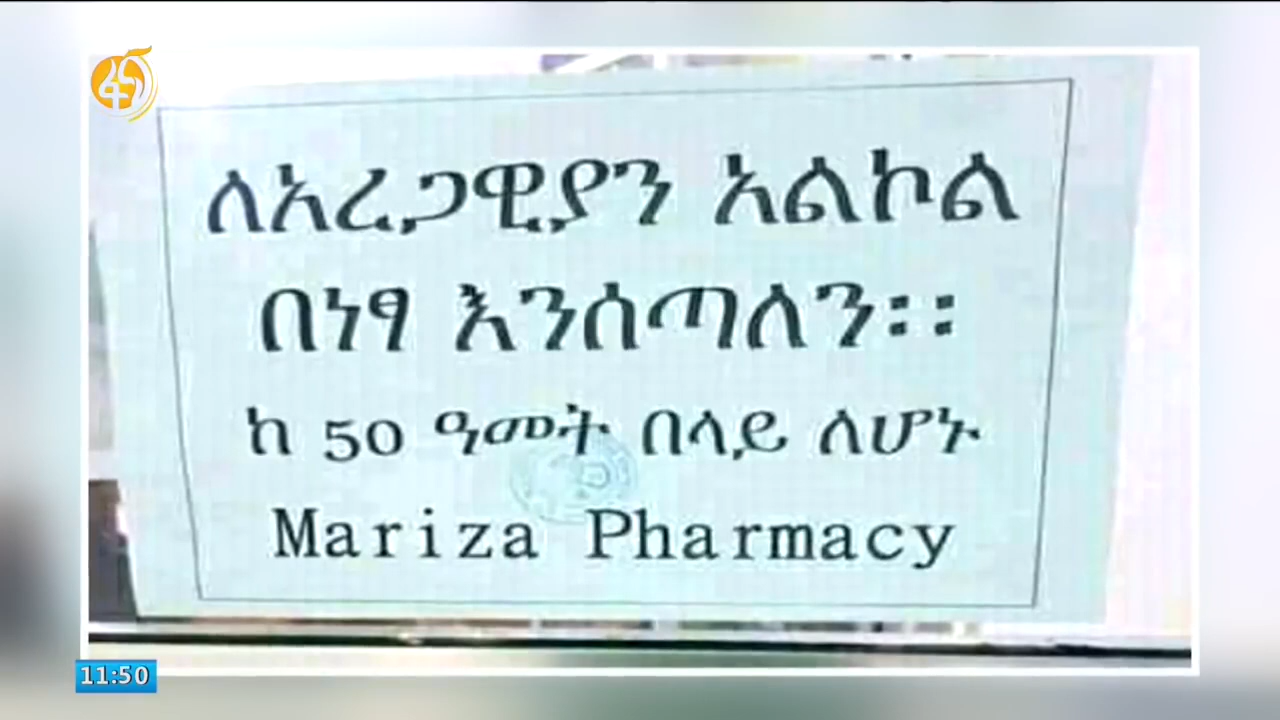 ለአረጋዊያን አልኮል
በነፃ እንሰጣለን፡፡
ከ 50 ዓመት በላይ ለሆኑ
Mariza Pharmacy
11:50